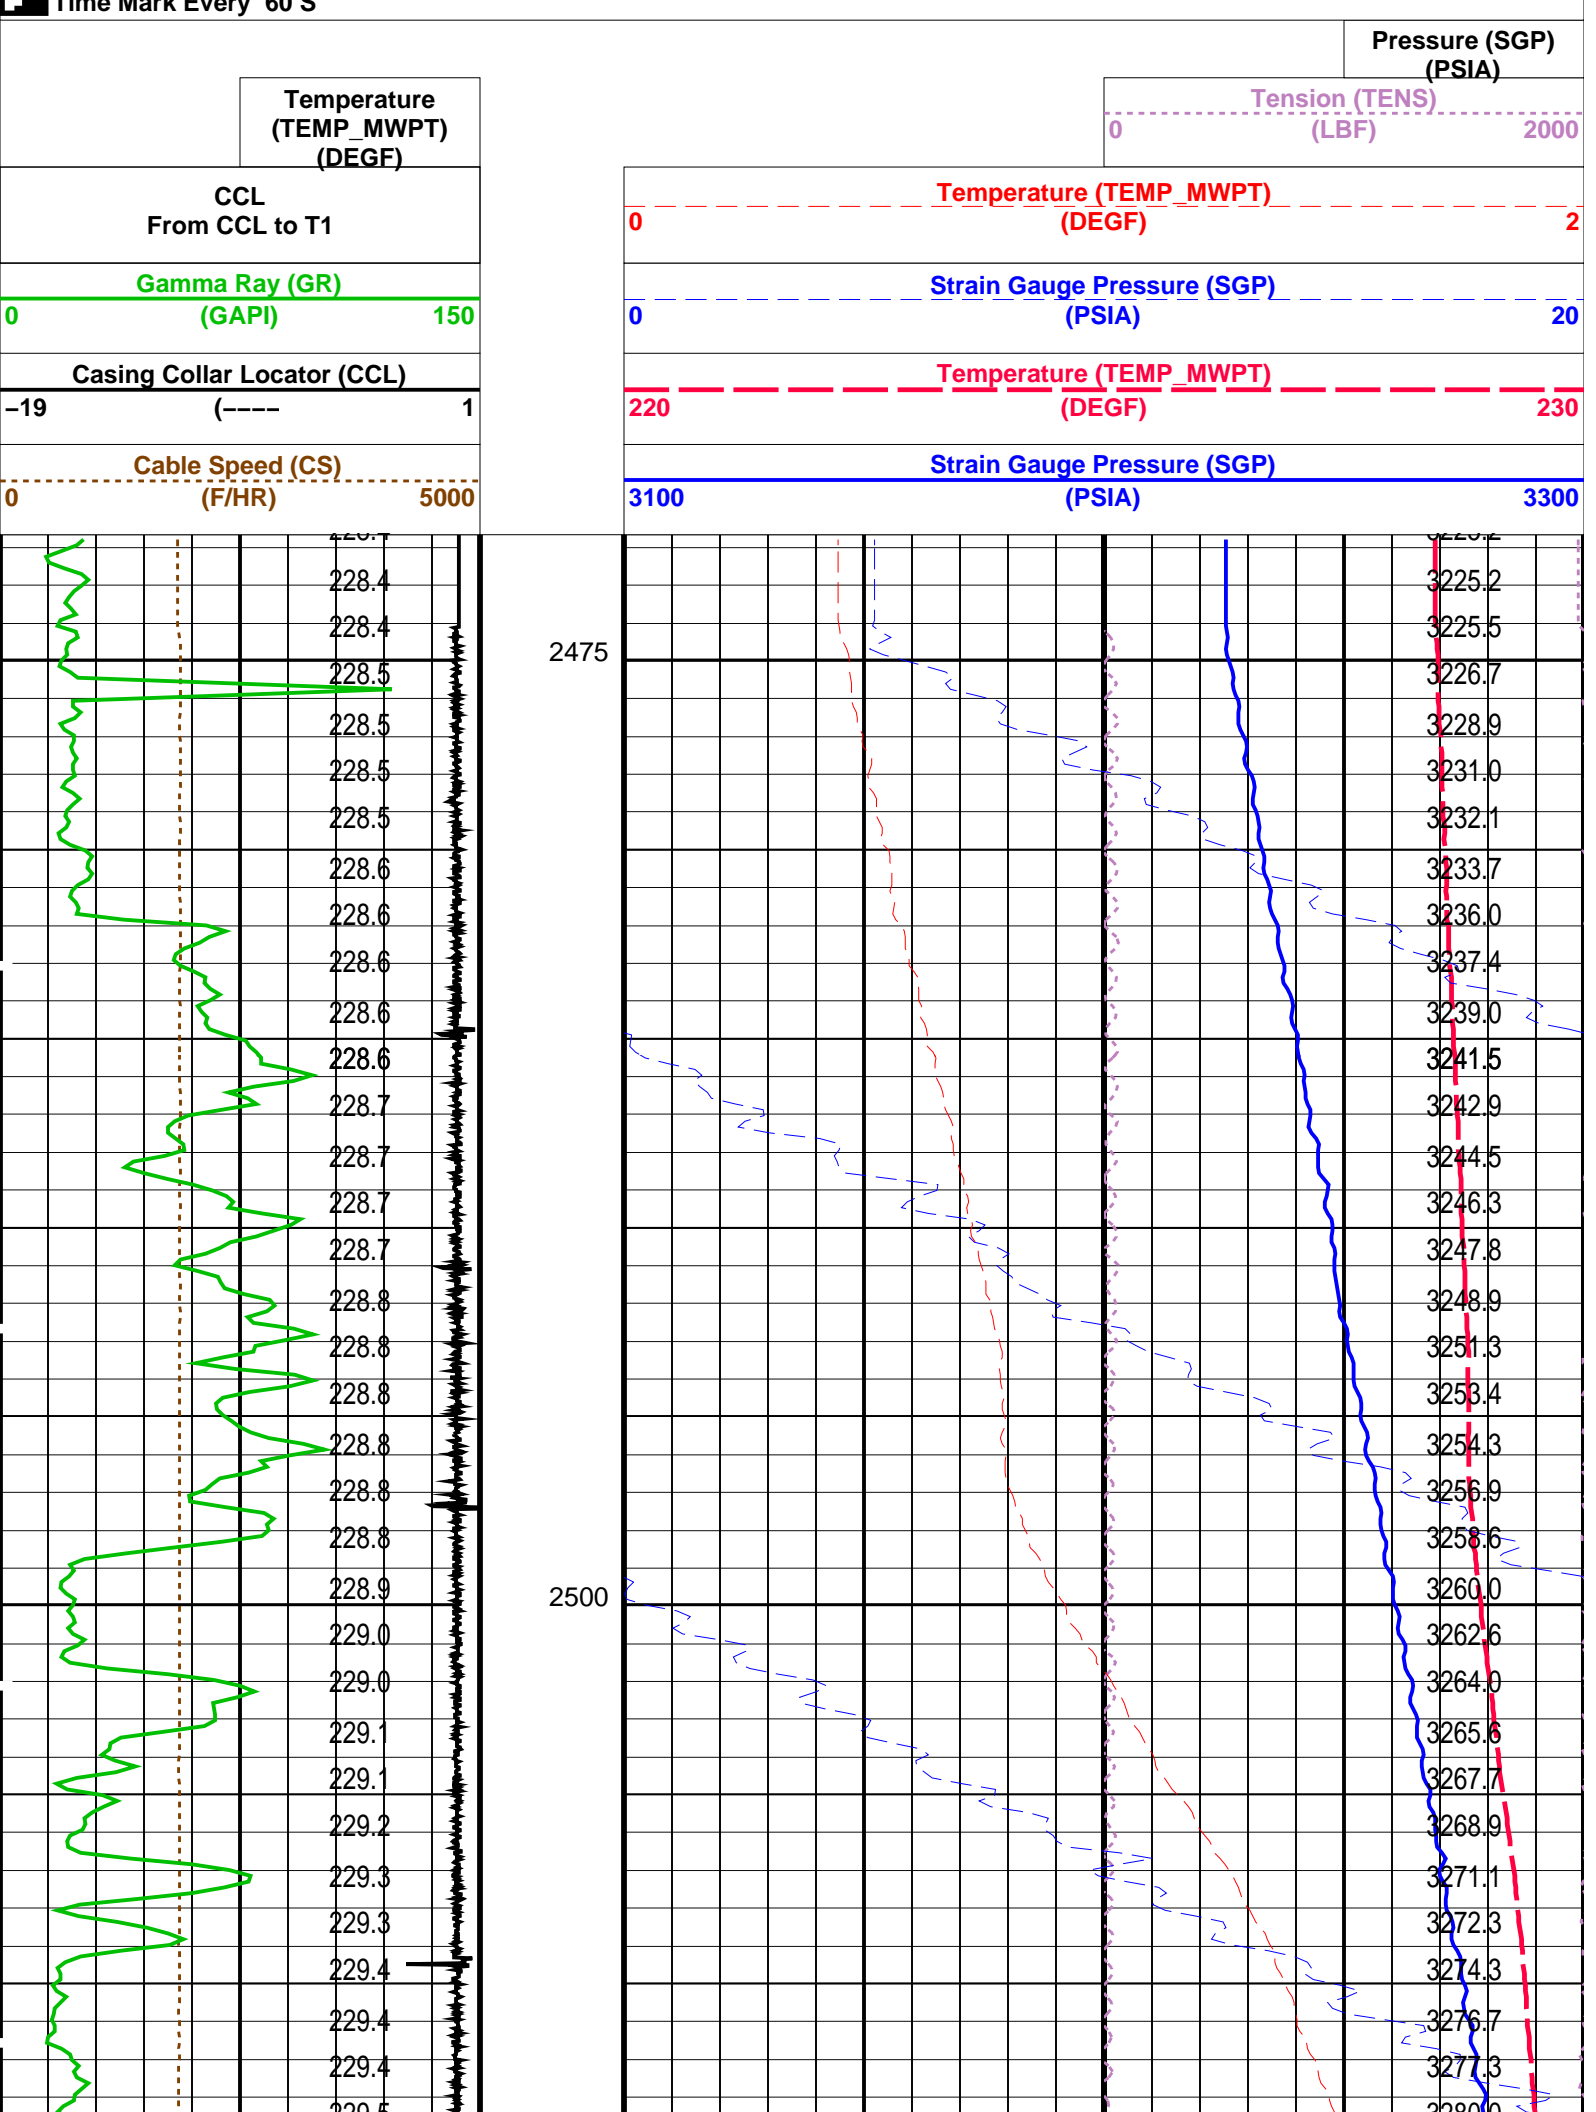 Time Mark Every 60 S
Pressure (SGP)
(PSIA)
Tension (TENS)
0 (LBF) 2000
Temperature
(TEMP_MWPT)
(DEGF)
CCL
From CCL to T1
Temperature (TEMP_MWPT)
0 (DEGF) 2
Gamma Ray (GR)
0 (GAPI) 150
Strain Gauge Pressure (SGP)
0 (PSIA) 20
Casing Collar Locator (CCL)
–19 (–––– 1
Temperature (TEMP_MWPT)
220 (DEGF) 230
Cable Speed (CS)
0 (F/HR) 5000
Strain Gauge Pressure (SGP)
3100 (PSIA) 3300
228.4 3225.2
228.4 3225.5
2475
228.5 3226.7
228.5 3228.9
228.5 3231.0
228.5 3232.1
228.6 3233.7
228.6 3236.0
228.6 3237.4
228.6 3239.0
228.6 3241.5
228.7 3242.9
228.7 3244.5
228.7 3246.3
228.7 3247.8
228.8 3248.9
228.8 3251.3
228.8 3253.4
228.8 3254.3
228.8 3256.9
228.8 3258.6
228.9 3260.0
2500
229.0 3262.6
229.0 3264.0
229.1 3265.6
229.1 3267.7
229.2 3268.9
229.3 3271.1
229.3 3272.3
229.4 3274.3
229.4 3276.7
229.4 3277.3